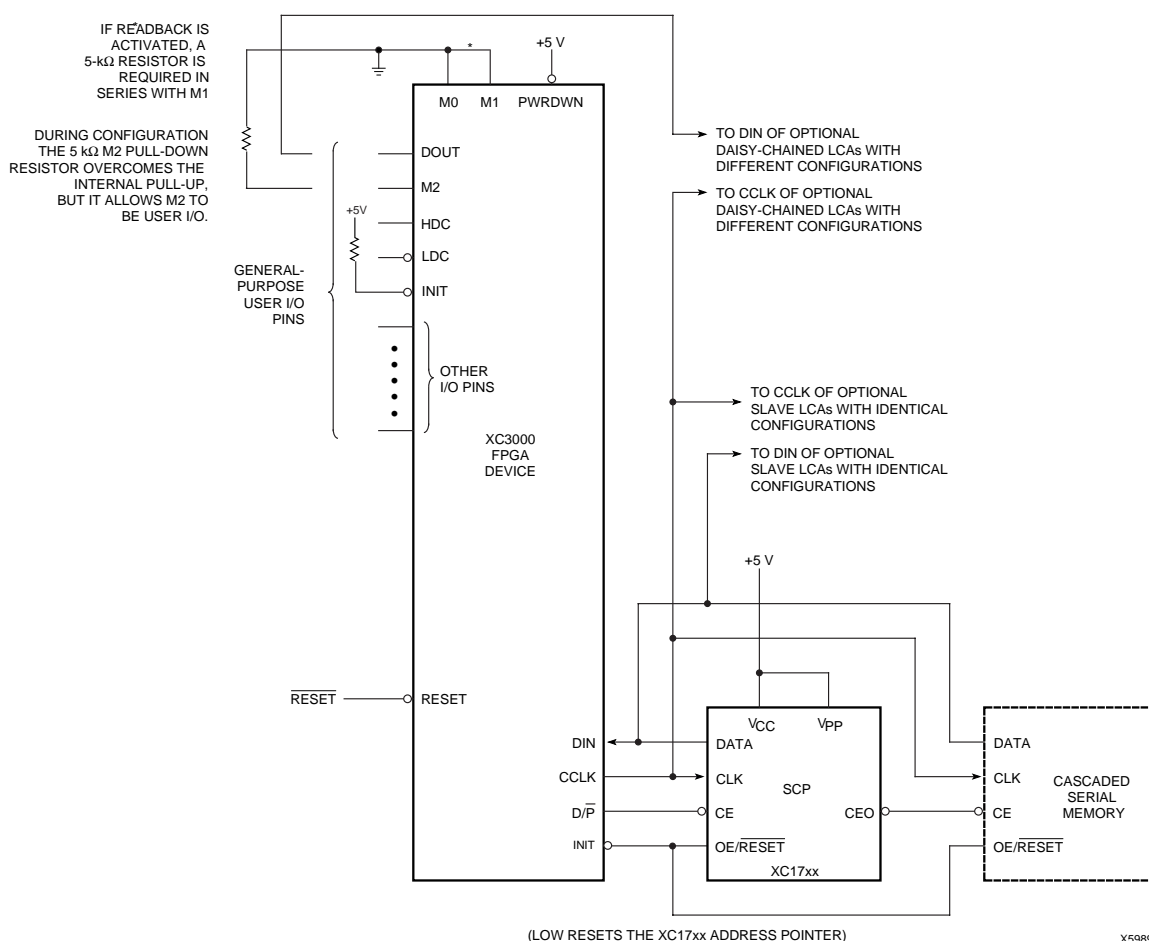 IF READBACK IS
ACTIVATED, A
5-kΩ RESISTOR IS
REQUIRED IN
SERIES WITH M1
*
*
+5 V
M0 M1 PWRDWN
DURING CONFIGURATION
THE 5 kΩ M2 PULL-DOWN
RESISTOR OVERCOMES THE
INTERNAL PULL-UP,
BUT IT ALLOWS M2 TO
BE USER I/O.
DOUT
M2
+5V
HDC
LDC
INIT
GENERAL-
PURPOSE
USER I/O
PINS
OTHER
I/O PINS
XC3000
FPGA
DEVICE
TO DIN OF OPTIONAL
DAISY-CHAINED LCAs WITH
DIFFERENT CONFIGURATIONS
TO CCLK OF OPTIONAL
DAISY-CHAINED LCAs WITH
DIFFERENT CONFIGURATIONS
TO CCLK OF OPTIONAL
SLAVE LCAs WITH IDENTICAL
CONFIGURATIONS
TO DIN OF OPTIONAL
SLAVE LCAs WITH IDENTICAL
CONFIGURATIONS
+5 V
RESET
RESET
DIN
CCLK
D/P
INIT
VCC VPP
DATA
CLK
SCP
CE
CEO
OE/RESET
XC17xx
DATA
CLK
CE
OE/RESET
CASCADED
SERIAL
MEMORY
(LOW RESETS THE XC17xx ADDRESS POINTER)
X5989